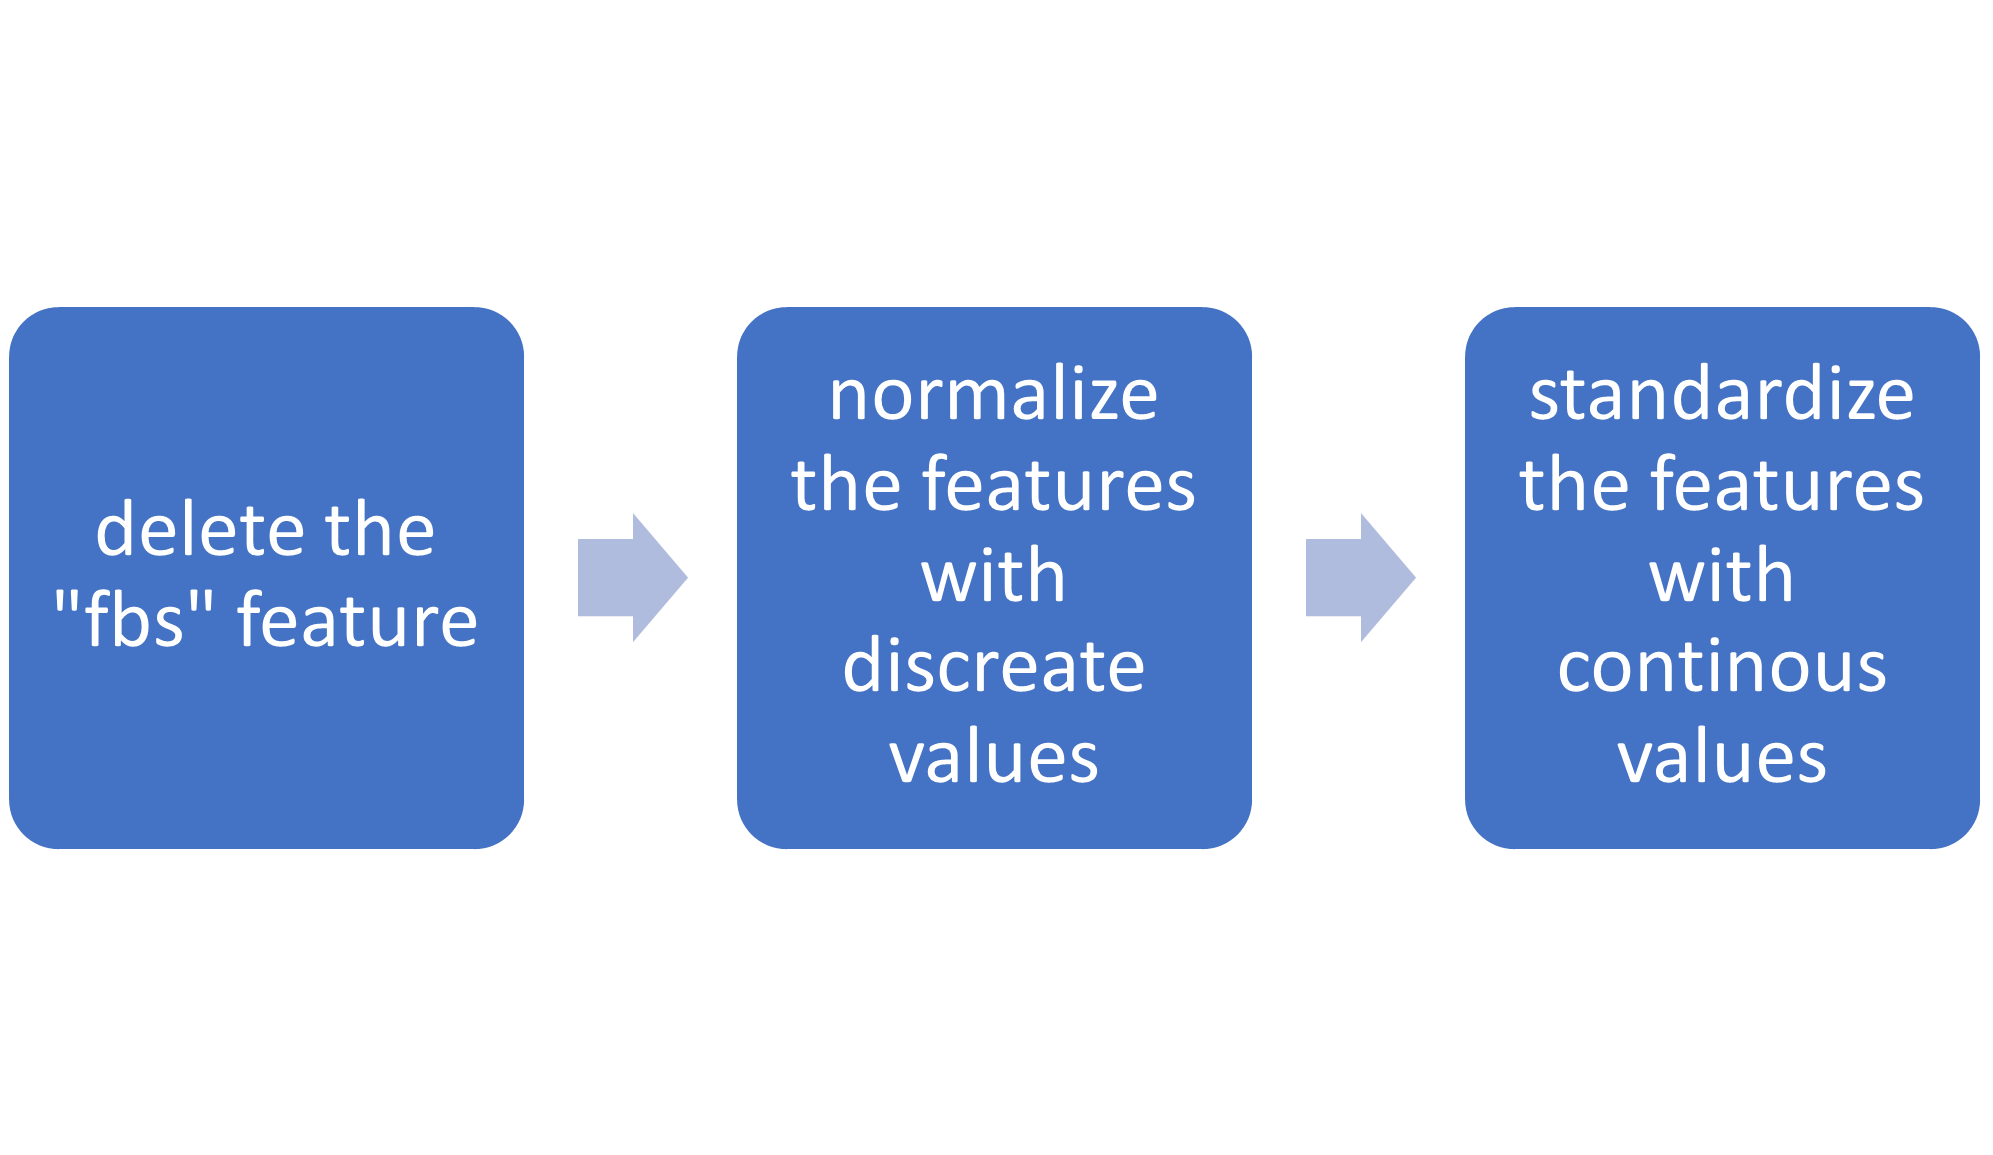 delete the
"fbs" feature
normalize
the features
with
discreate
values
standardize
the features
with
continous
values